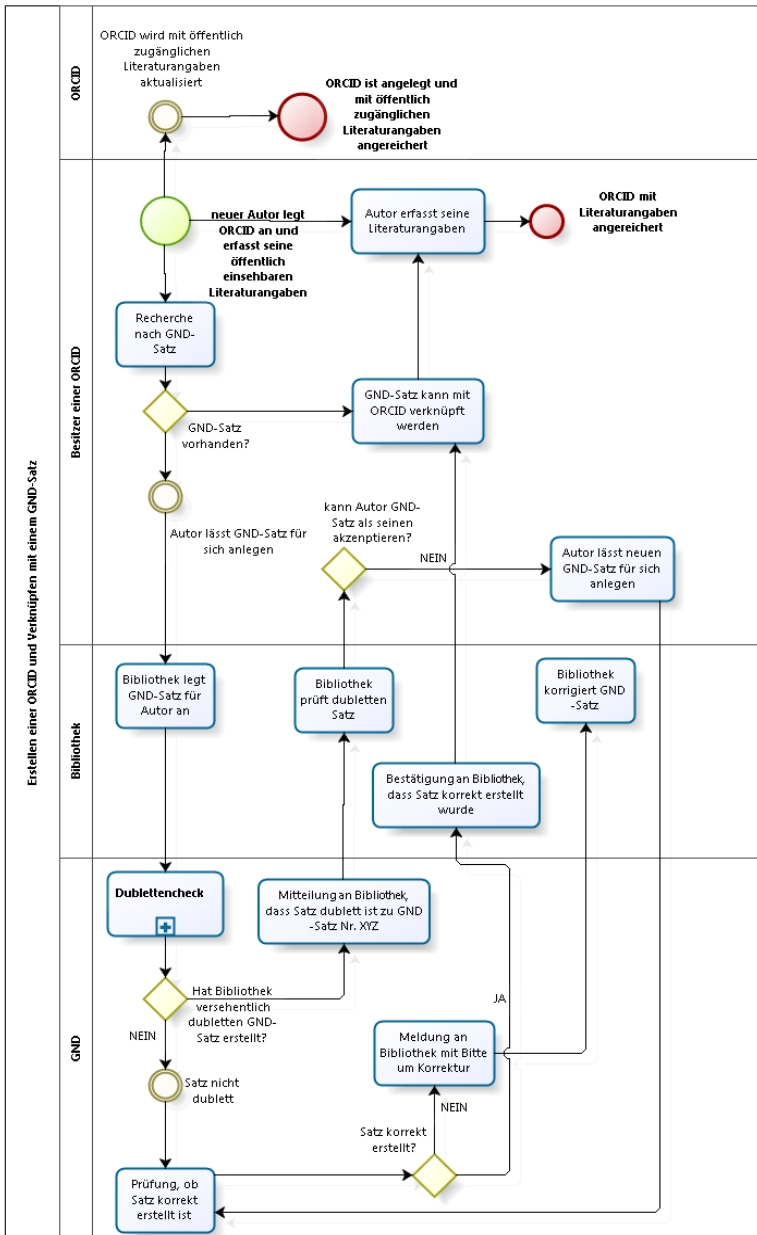 Erstellen einer ORCID und Verknüpfen mit einem GND-Satz
ORCID
ORCID wird mit öffentlich
zugänglichen
Literaturangaben
aktualisiert
ORCID ist angelegt und
mit öffentlich
zugänglichen
Literaturangaben
angereichert
Besitzer einer ORCID
neuer Autor legt
ORCID an und
erfasst seine
öffentlich
einsehbaren
Literaturangaben
Autor erfasst seine
Literaturangaben
ORCID mit
Literaturangaben
angereichert
Recherche
nach GND-
Satz
GND-Satz
vorhanden?
GND-Satz kann mit
ORCID verknüpft
werden
Autor lässt GND-Satz für
sich anlegen
kann Autor GND-
Satz als seinen
akzeptieren?
NEIN
Autor lässt neuen
GND-Satz für sich
anlegen
Bibliothek
Bibliothek legt
GND-Satz für
Autor an
Bibliothek
prüft dubletten
Satz
Bibliothek
korrigiert GND
-Satz
Bestätigung an Bibliothek,
dass Satz korrekt erstellt
wurde
GND
Dublettencheck
Mitteilung an Bibliothek,
dass Satz dublett ist zu GND
-Satz Nr. XYZ
Hat Bibliothek
versehentlich
dubletten GND-
Satz erstellt?
NEIN
JA
Satz nicht
dublett
Meldung an
Bibliothek mit Bitte
um Korrektur
NEIN
Satz korrekt
erstellt?
Prüfung, ob
Satz korrekt
erstellt ist